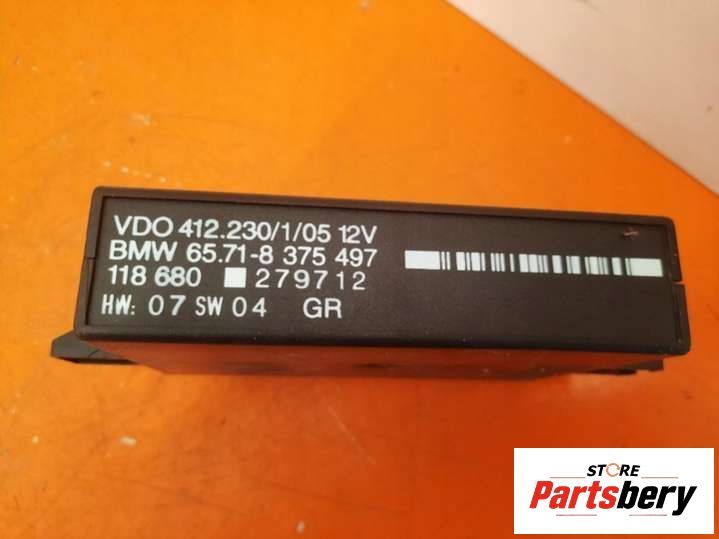 VDO 412.230/1/05 12V
BMW 65.71-8 375 497
118 680 279712
HW: 07 SW 04 GR
STORE
Partsbery